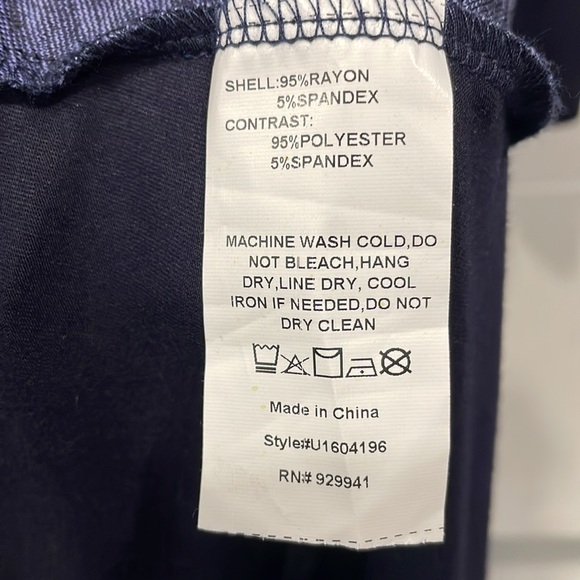 SHELL:95%RAYON
5%SPANDEX
CONTRAST:
95%POLYESTER
5%SPANDEX
MACHINE WASH COLD,DO
NOT BLEACH,HANG
DRY,LINE DRY, COOL
IRON IF NEEDED,DO NOT
DRY CLEAN
Made in China
Style#U1604196
RN# 929941